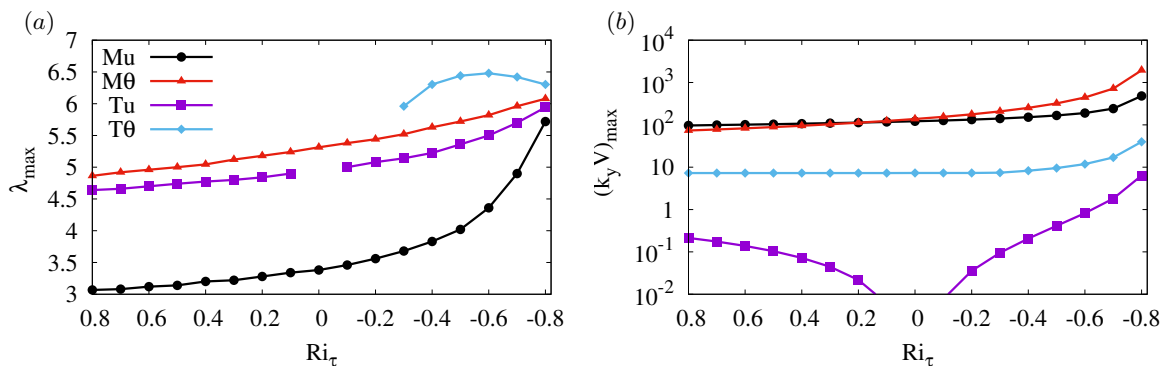 (a)
7
6.5
6
5.5
5
4.5
4
3.5
3
λmax
Mu
Mθ
Tu
Tθ
0.8 0.6 0.4 0.2 0 -0.2 -0.4 -0.6 -0.8
Riτ
(b)
10^4
10^3
10^2
10
1
10^-1
10^-2
(ky V)max
0.8 0.6 0.4 0.2 0 -0.2 -0.4 -0.6 -0.8
Riτ